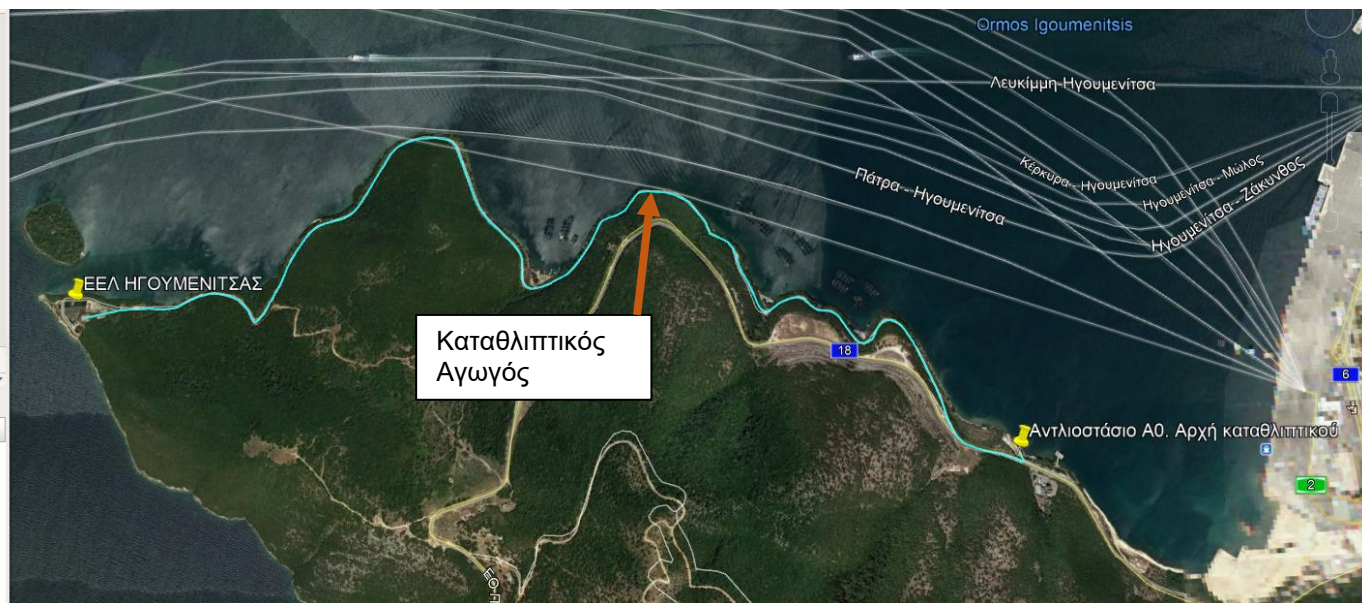 Ormos Igoumenitsis
Λευκίμμη-Ηγουμενίτσα
Κέρκυρα - Ηγουμενίτσα
Ηγουμενίτσα - Μώλος
Πάτρα - Ηγουμενίτσα
Ηγουμενίτσα - Ζάκυνθος
ΕΕΛ ΗΓΟΥΜΕΝΙΤΣΑΣ
Καταθλιπτικός
Αγωγός
18
6
Αντλιοστάσιο Α0. Αρχή καταθλιπτικού
2